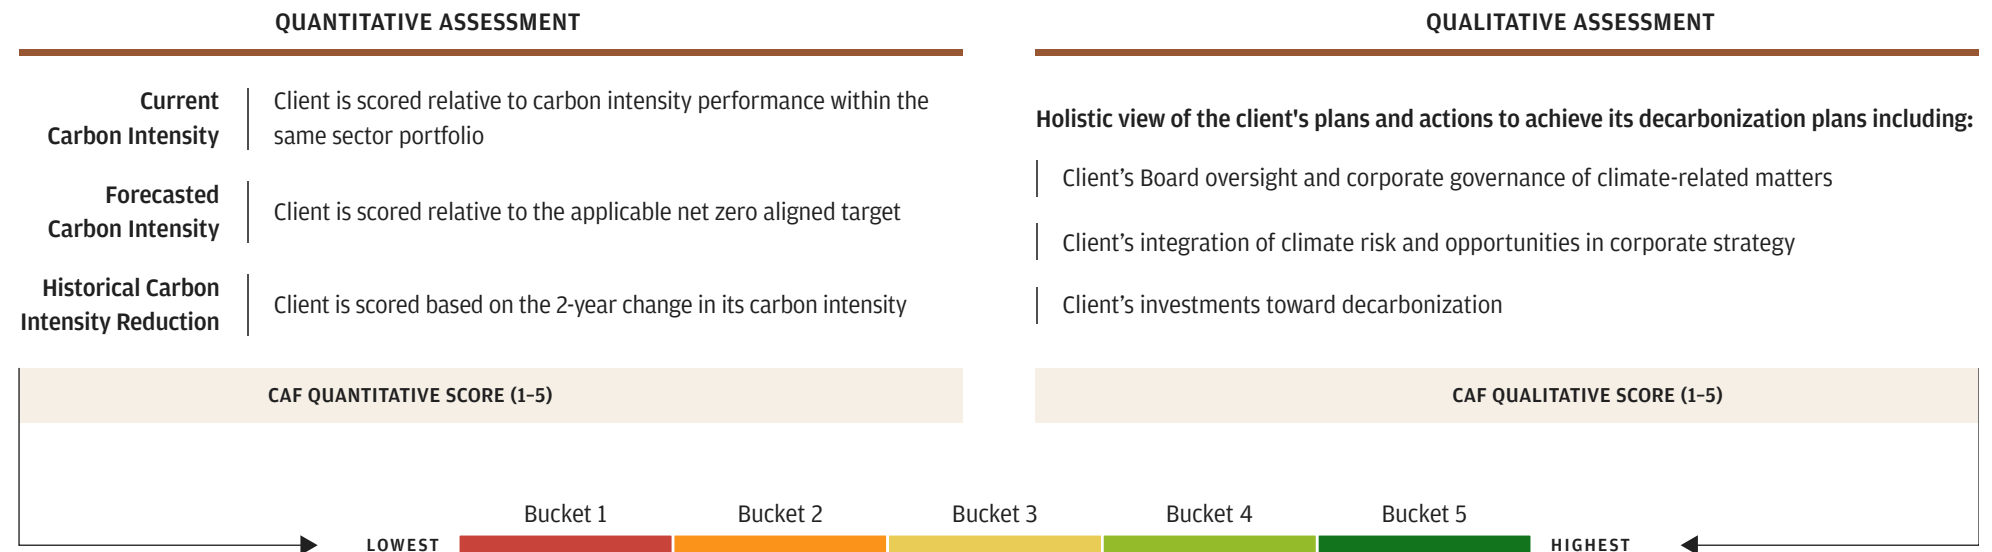 QUANTITATIVE ASSESSMENT
Current
Carbon Intensity
Client is scored relative to carbon intensity performance within the
same sector portfolio
Forecasted
Carbon Intensity
Client is scored relative to the applicable net zero aligned target
Historical Carbon
Intensity Reduction
Client is scored based on the 2-year change in its carbon intensity
CAF QUANTITATIVE SCORE (1–5)
QUALITATIVE ASSESSMENT
Holistic view of the client's plans and actions to achieve its decarbonization plans including:
Client’s Board oversight and corporate governance of climate-related matters
Client’s integration of climate risk and opportunities in corporate strategy
Client’s investments toward decarbonization
CAF QUALITATIVE SCORE (1–5)
Bucket 1 Bucket 2 Bucket 3 Bucket 4 Bucket 5
LOWEST HIGHEST